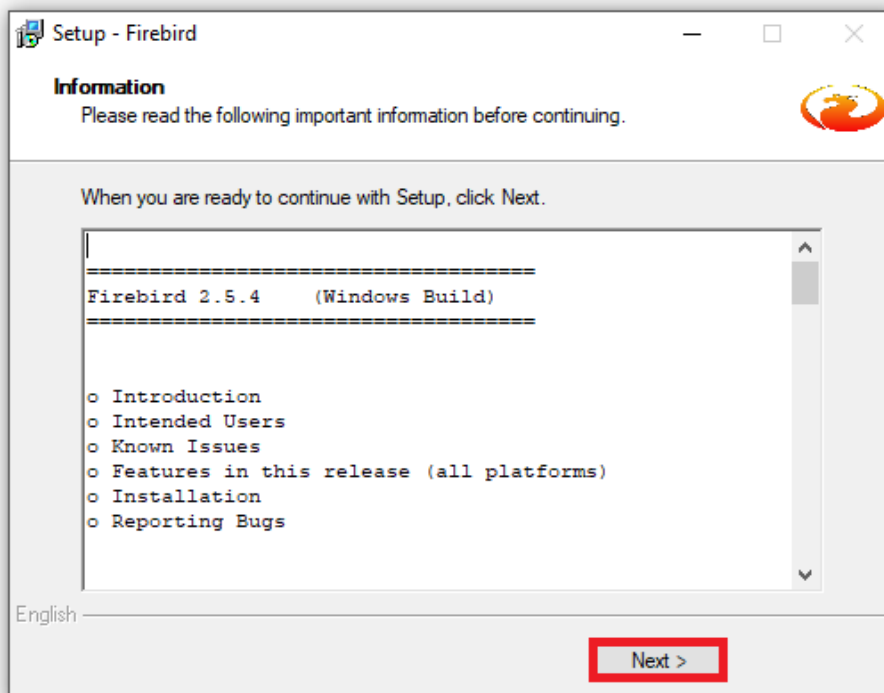 Setup - Firebird
Information
Please read the following important information before continuing.
When you are ready to continue with Setup, click Next.
====================================
Firebird 2.5.4    (Windows Build)
====================================
o Introduction
o Intended Users
o Known Issues
o Features in this release (all platforms)
o Installation
o Reporting Bugs
English
Next >